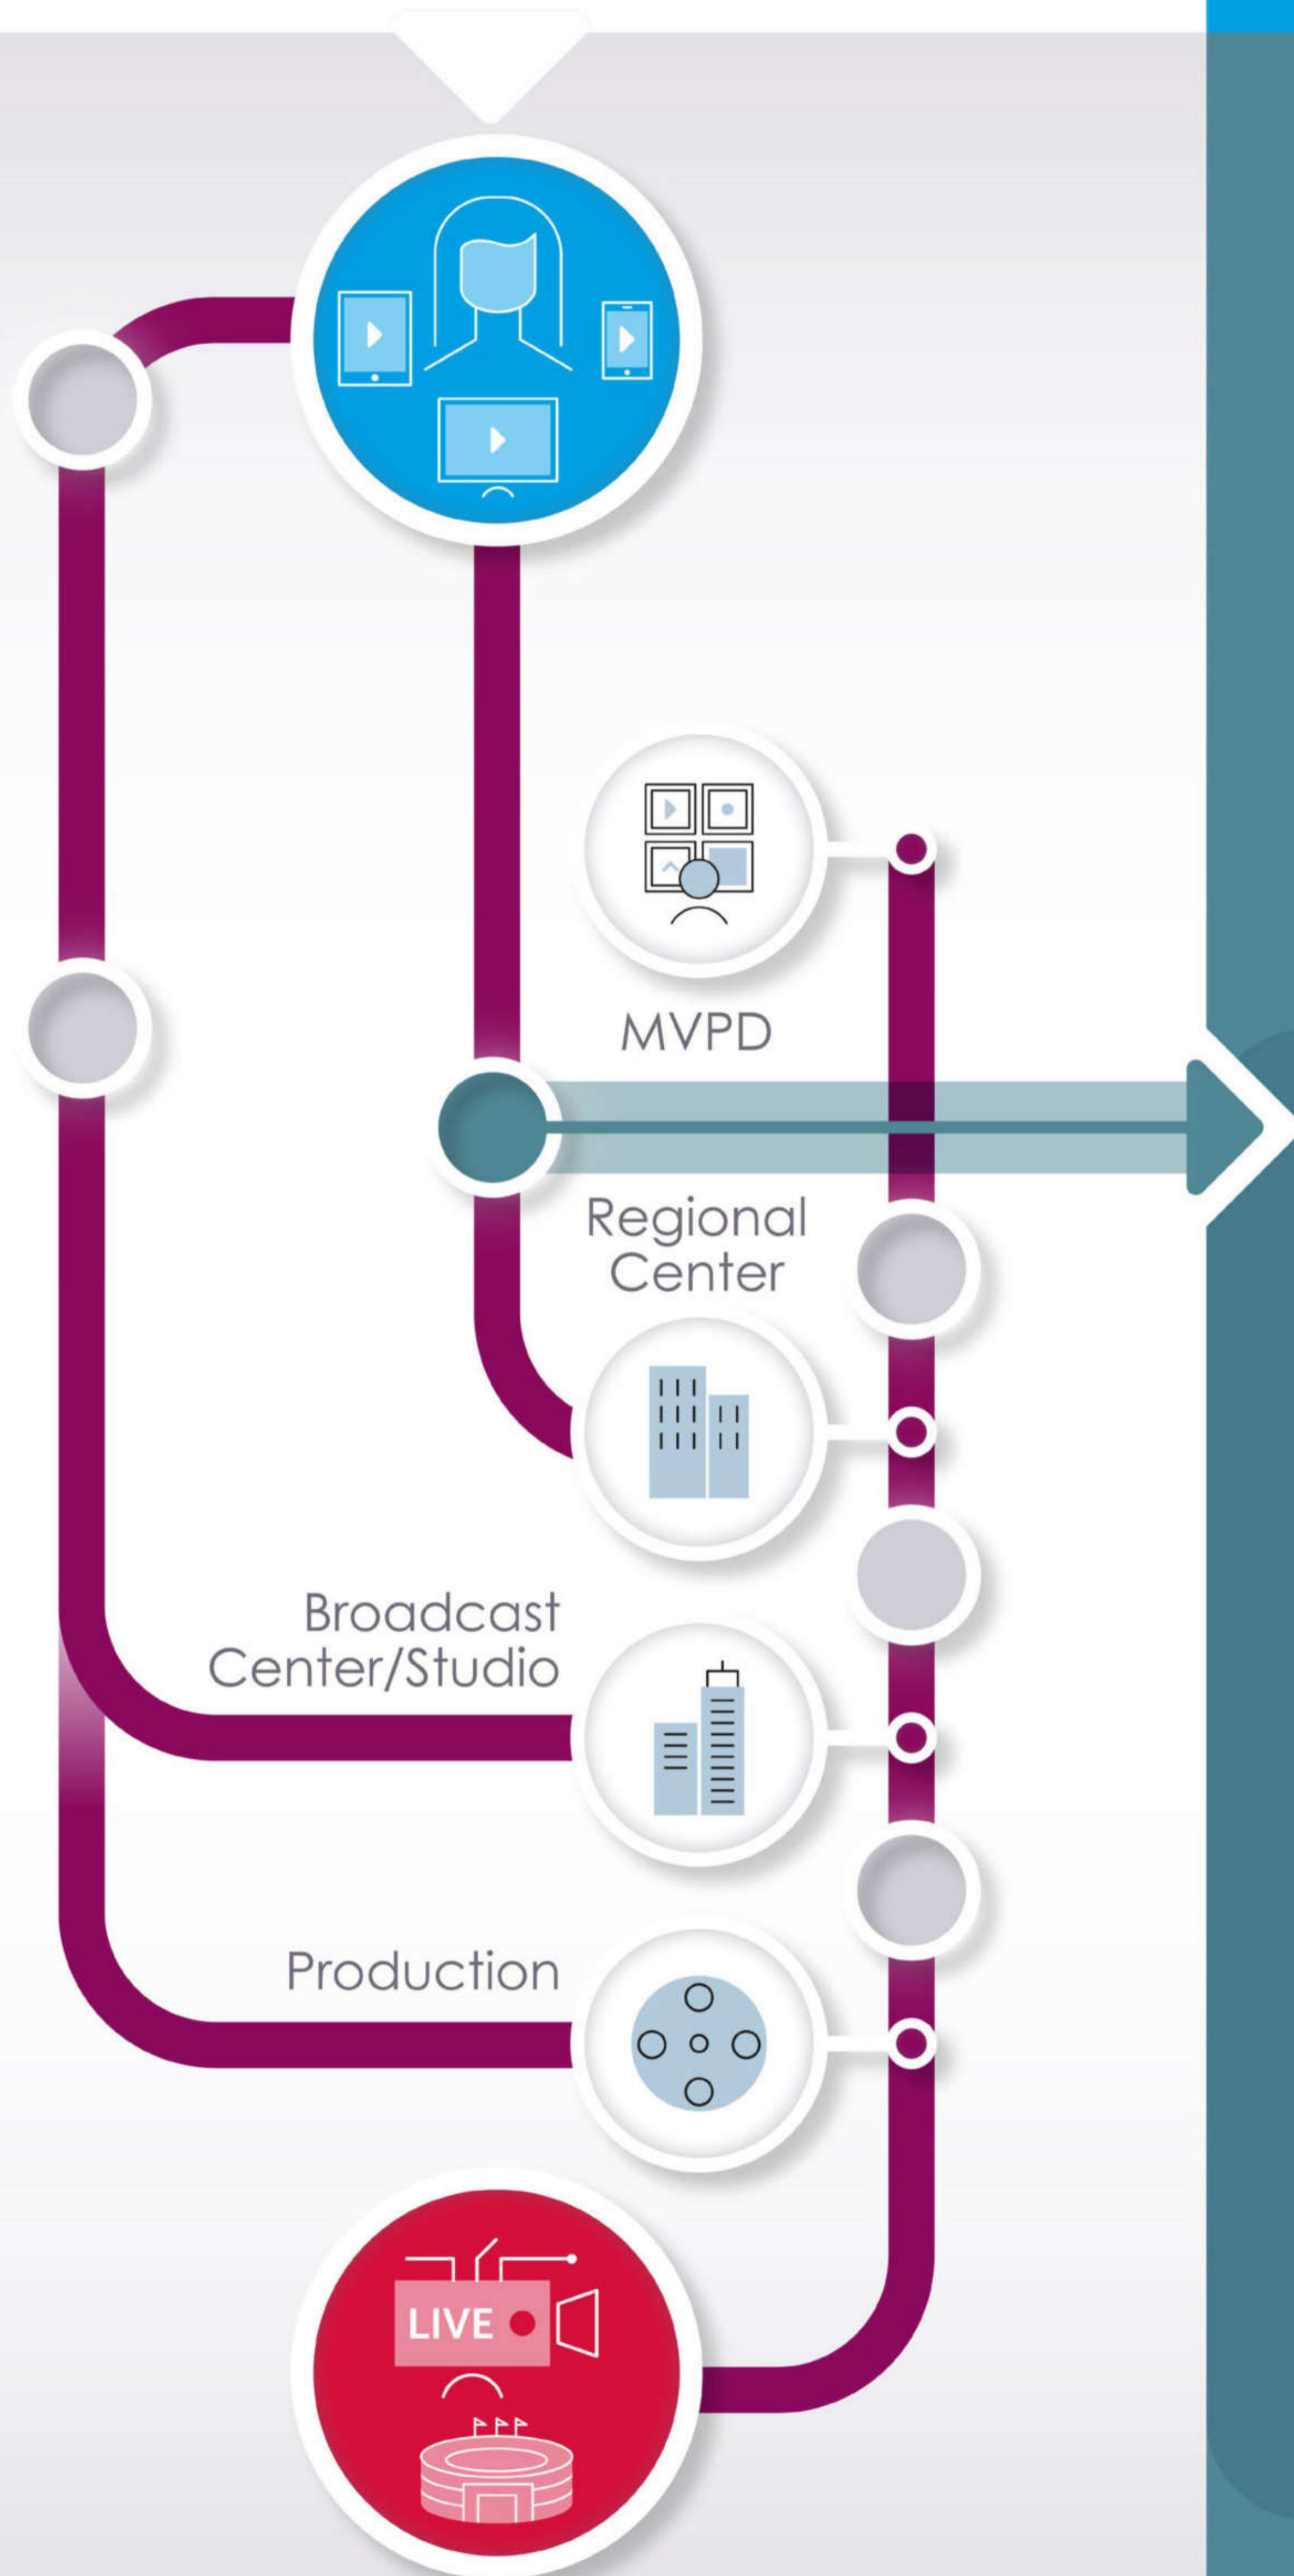 MVPD
Regional
Center
Broadcast
Center/Studio
Production
LIVE